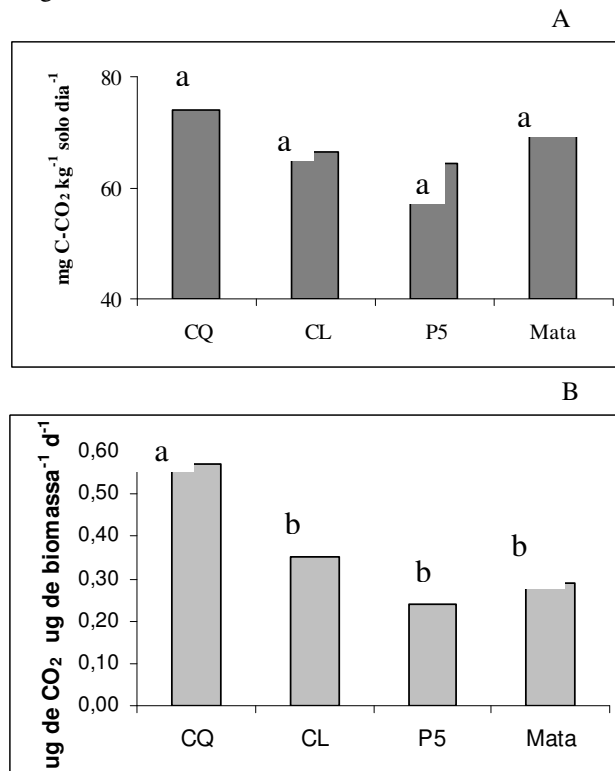 A
mg C-CO₂ kg⁻¹ solo dia⁻¹
80
60
40
a
a
a
a
CQ CL P5 Mata
B
ug de CO₂ ug de biomassa⁻¹ d⁻¹
0,60
0,50
0,40
0,30
0,20
0,10
0,00
a
b
b
b
CQ CL P5 Mata